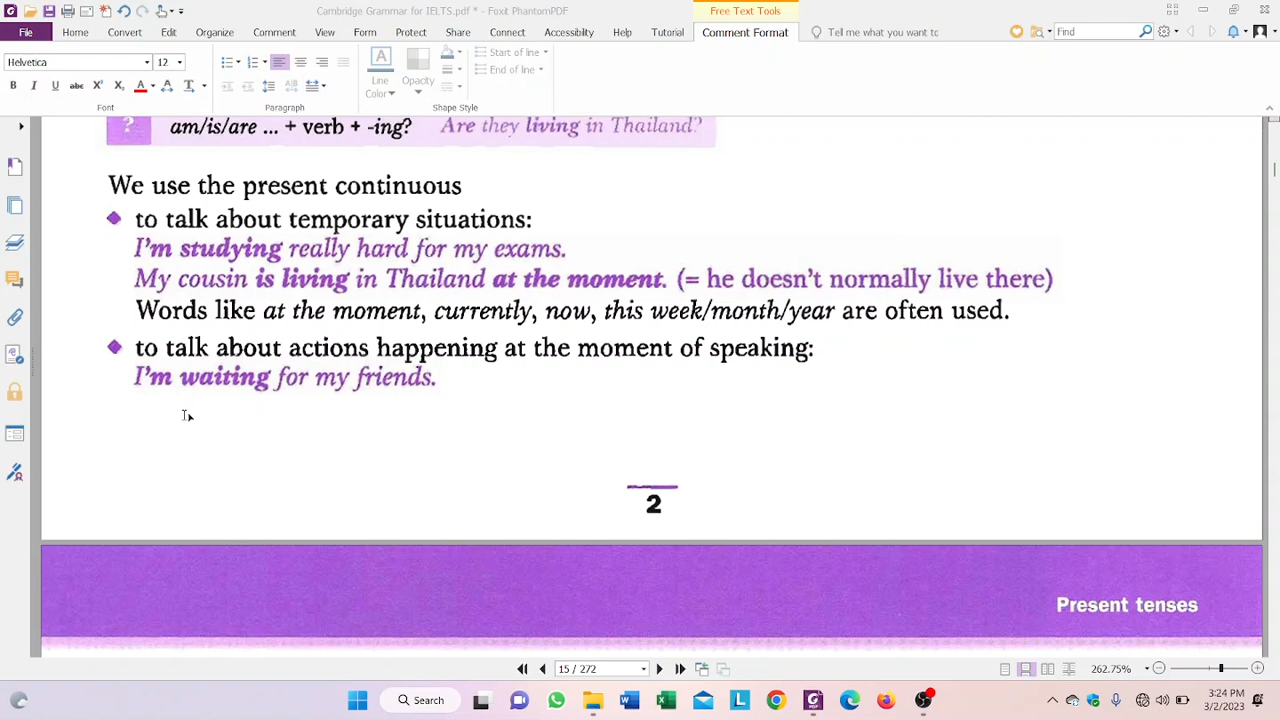 Cambridge Grammar for IELTS.pdf * - Foxit PhantomPDF
Free Text Tools
File Home Convert Edit Organize Comment View Form Protect Share Connect Accessibility Help Tutorial Comment Format Tell me what you want to Find
Helvetica 12
Line Color Opacity
Start of line
End of line
Font Paragraph Shape Style
? am/is/are ... + verb + -ing? Are they living in Thailand?
We use the present continuous
to talk about temporary situations:
I'm studying really hard for my exams.
My cousin is living in Thailand at the moment. (= he doesn't normally live there)
Words like at the moment, currently, now, this week/month/year are often used.
to talk about actions happening at the moment of speaking:
I'm waiting for my friends.
2
Present tenses
15 / 272 262.75%
Search
3:24 PM
3/2/2023